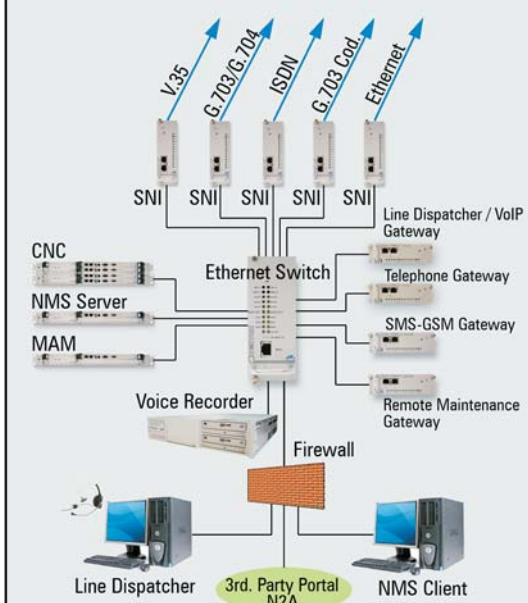 V.35
G.703/G.704
ISDN
G.703 Cod.
Ethernet
SNI
SNI
SNI
SNI
SNI
Line Dispatcher / VoIP
Gateway
CNC
Ethernet Switch
Telephone Gateway
NMS Server
SMS-GSM Gateway
MAM
Remote Maintenance
Gateway
Voice Recorder
Firewall
Line Dispatcher
3rd. Party Portal
N2A
NMS Client